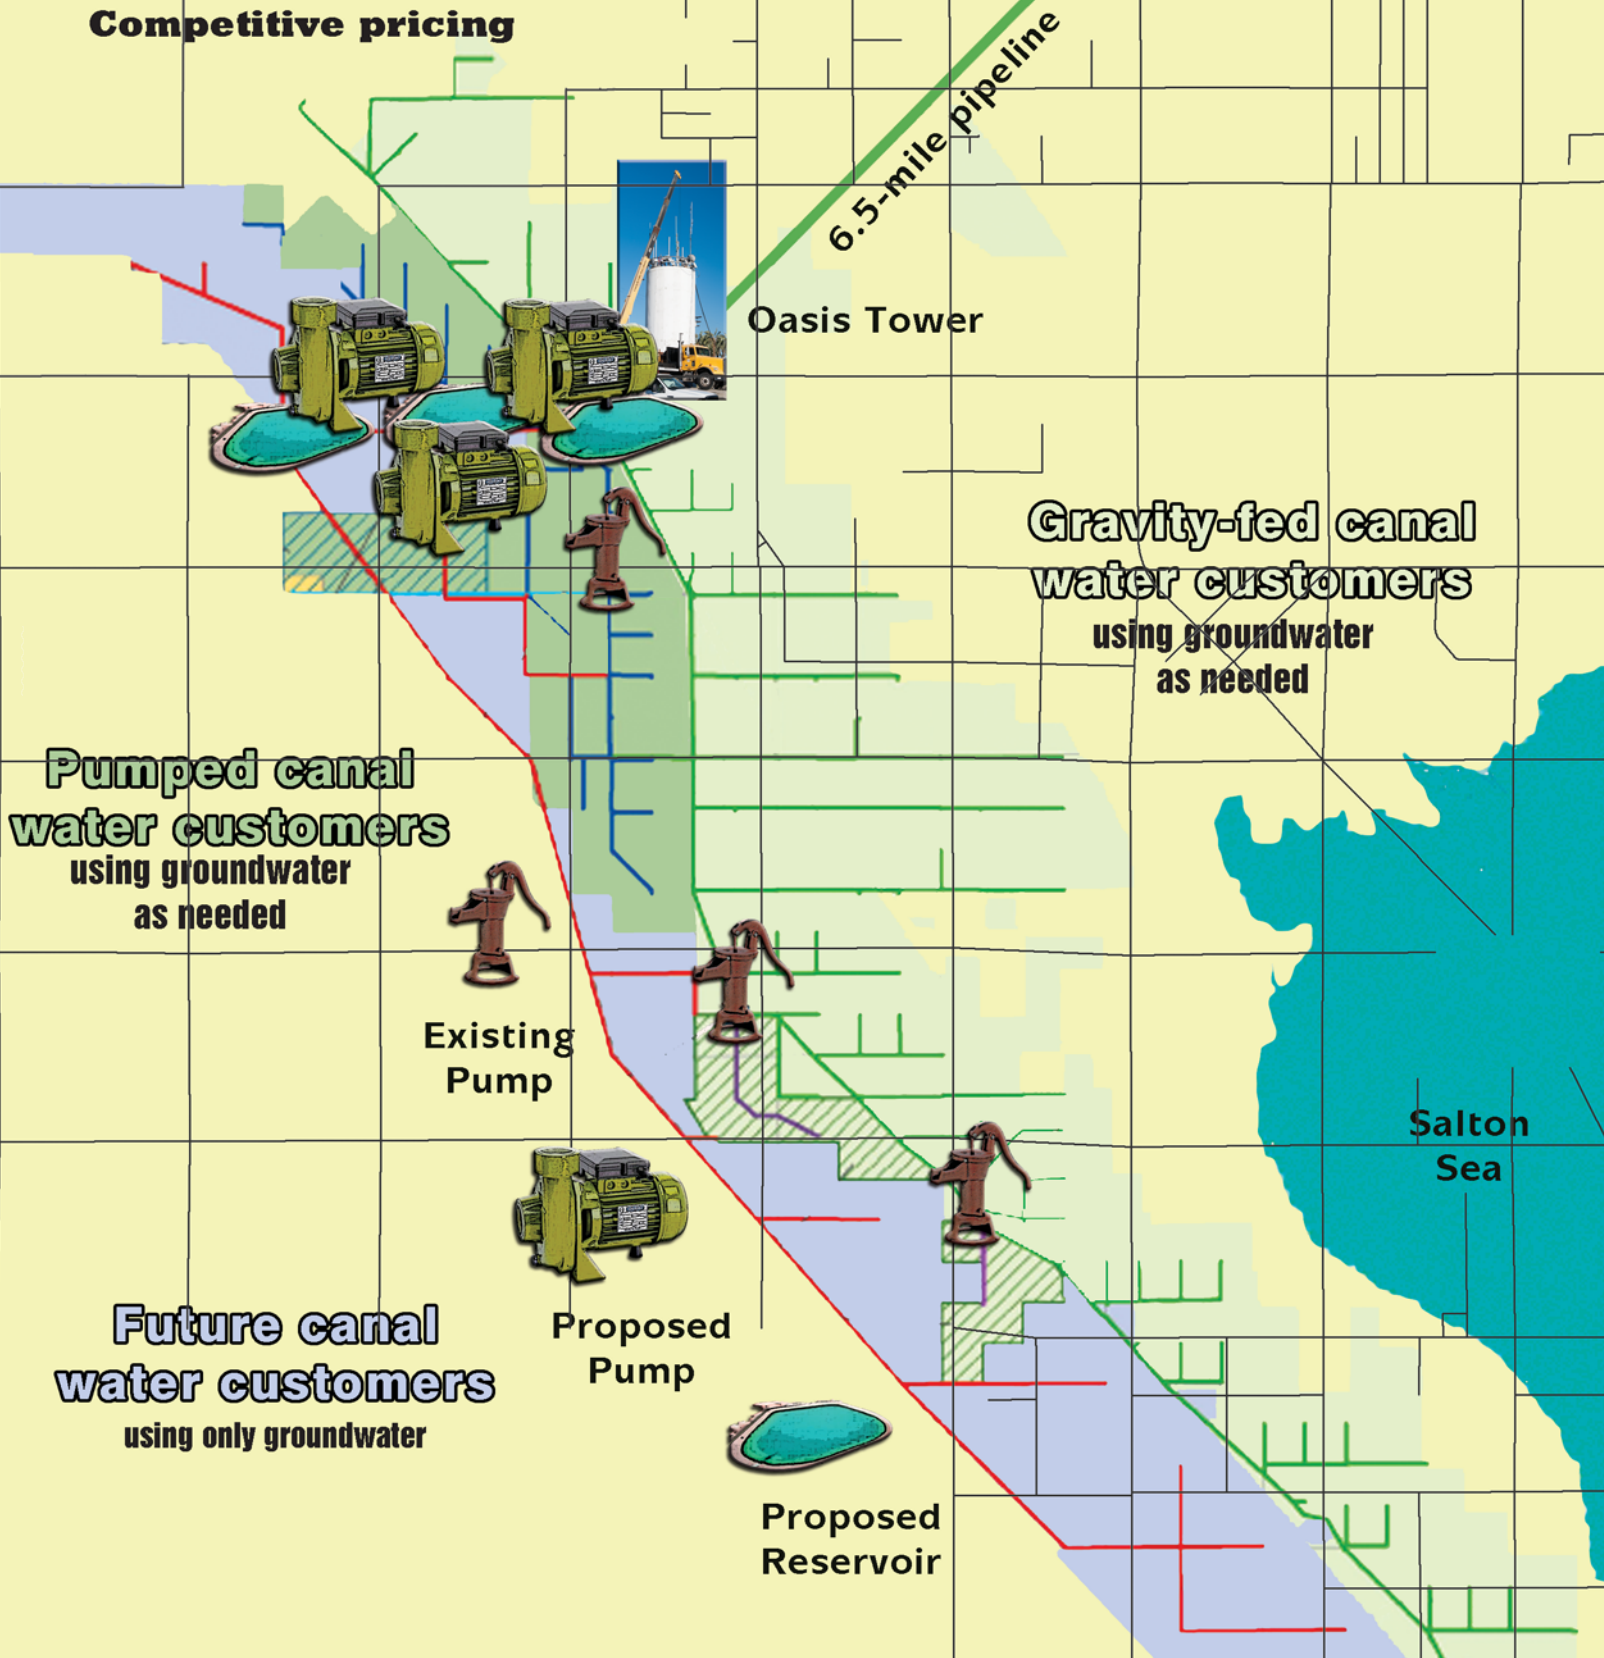 Competitive pricing
6.5-mile pipeline
Oasis Tower
Gravity-fed canal
water customers
using groundwater
as needed
Pumped canal
water customers
using groundwater
as needed
Existing
Pump
Salton
Sea
Proposed
Pump
Future canal
water customers
using only groundwater
Proposed
Reservoir